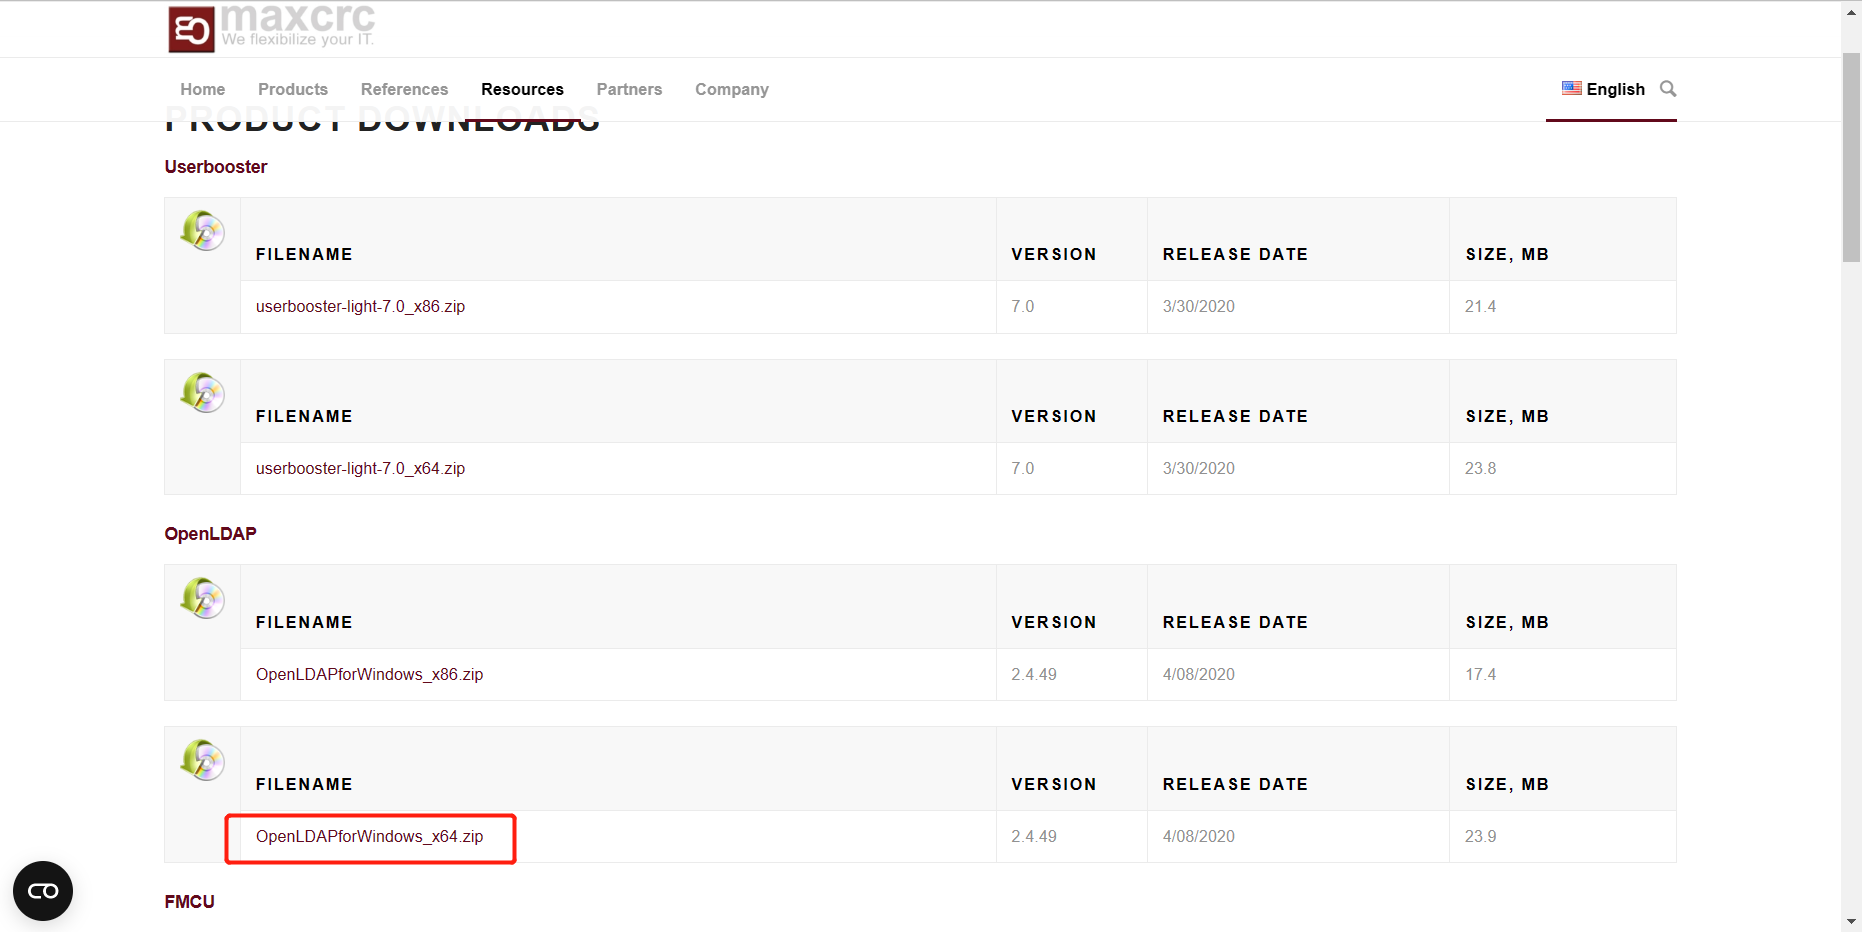 maxcrc
We flexibilize your IT.
Home Products References Resources Partners Company English
PRODUCT DOWNLOADS
Userbooster
FILENAME VERSION RELEASE DATE SIZE, MB
userbooster-light-7.0_x86.zip 7.0 3/30/2020 21.4
FILENAME VERSION RELEASE DATE SIZE, MB
userbooster-light-7.0_x64.zip 7.0 3/30/2020 23.8
OpenLDAP
FILENAME VERSION RELEASE DATE SIZE, MB
OpenLDAPforWindows_x86.zip 2.4.49 4/08/2020 17.4
FILENAME VERSION RELEASE DATE SIZE, MB
OpenLDAPforWindows_x64.zip 2.4.49 4/08/2020 23.9
FMCU